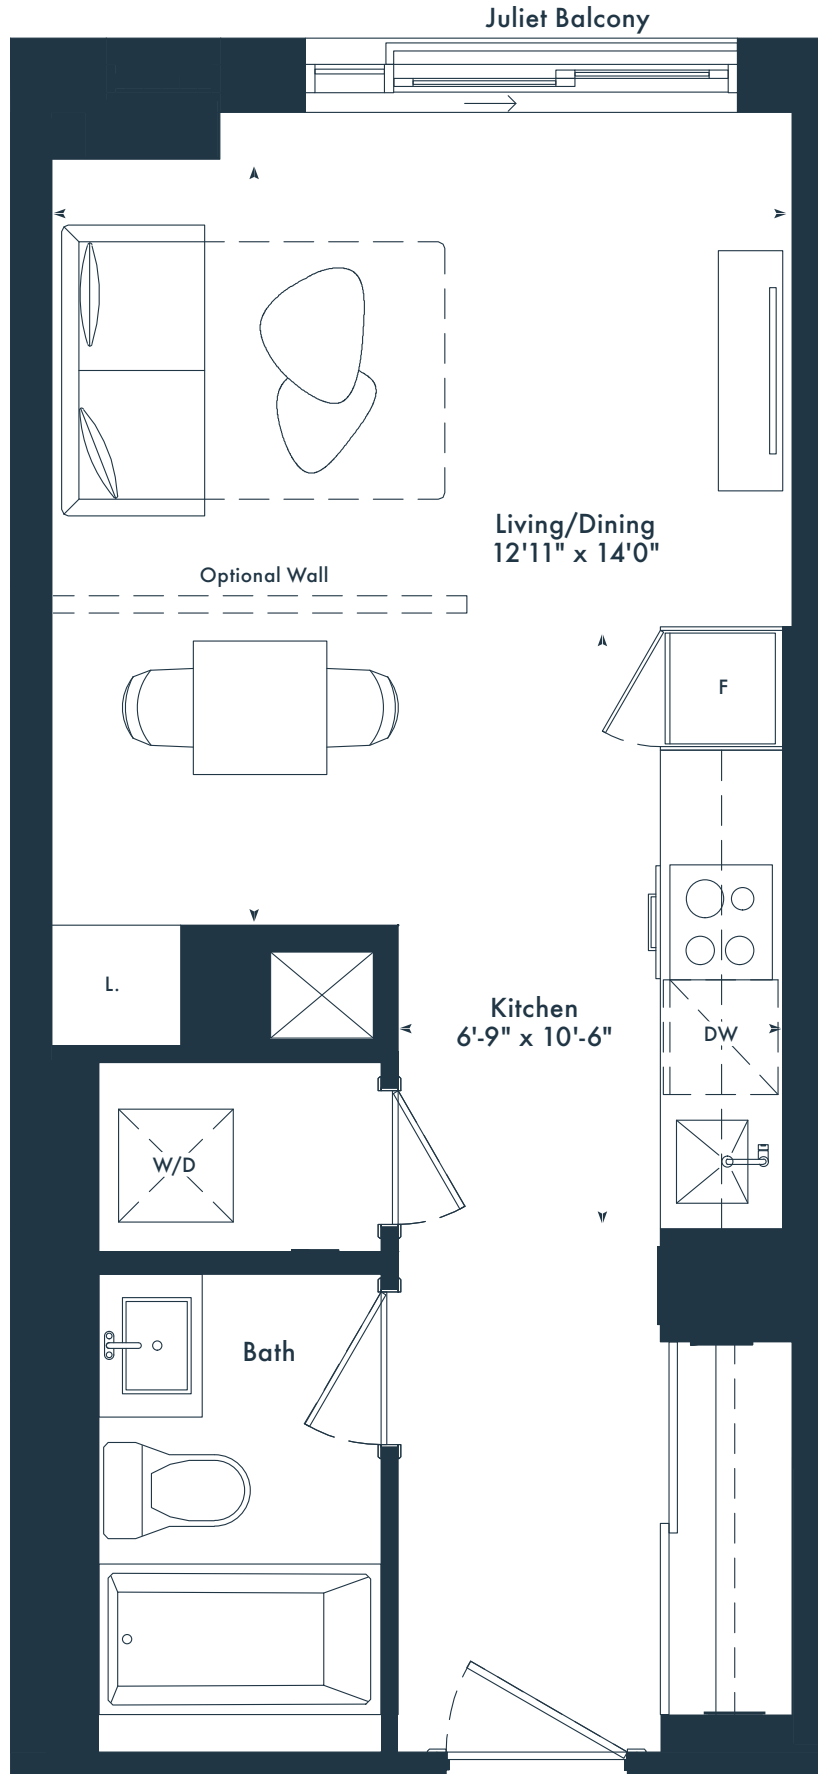 Juliet Balcony
Living/Dining
12'11" x 14'0"
Optional Wall
F
L.
Kitchen
6'-9" x 10'-6"
DW
W/D
Bath